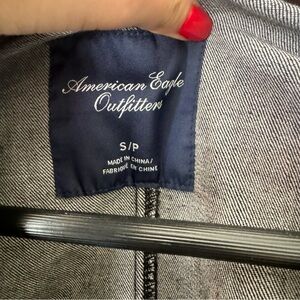 American Eagle
Outfitters
S/P
MADE IN CHINA/
FABRIQUÉ EN CHINE